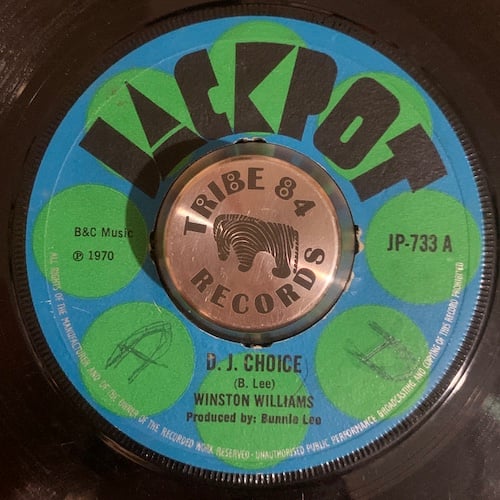 JACKPOT
TRIBE 84
RECORDS
B&C Music
℗ 1970
JP-733 A
D. J. CHOICE
(B. Lee)
WINSTON WILLIAMS
Produced by: Bunnie Lee
ALL RIGHTS OF THE MANUFACTURER AND OF THE OWNER OF THE RECORDED WORK RESERVED - UNAUTHORISED PUBLIC PERFORMANCE BROADCASTING AND COPYING OF THIS RECORD PROHIBITED